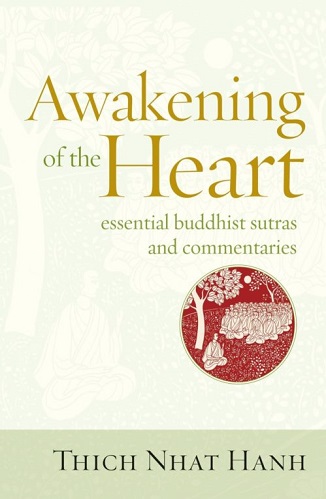 Awakening
of the Heart
essential buddhist sutras
and commentaries
THICH NHAT HANH